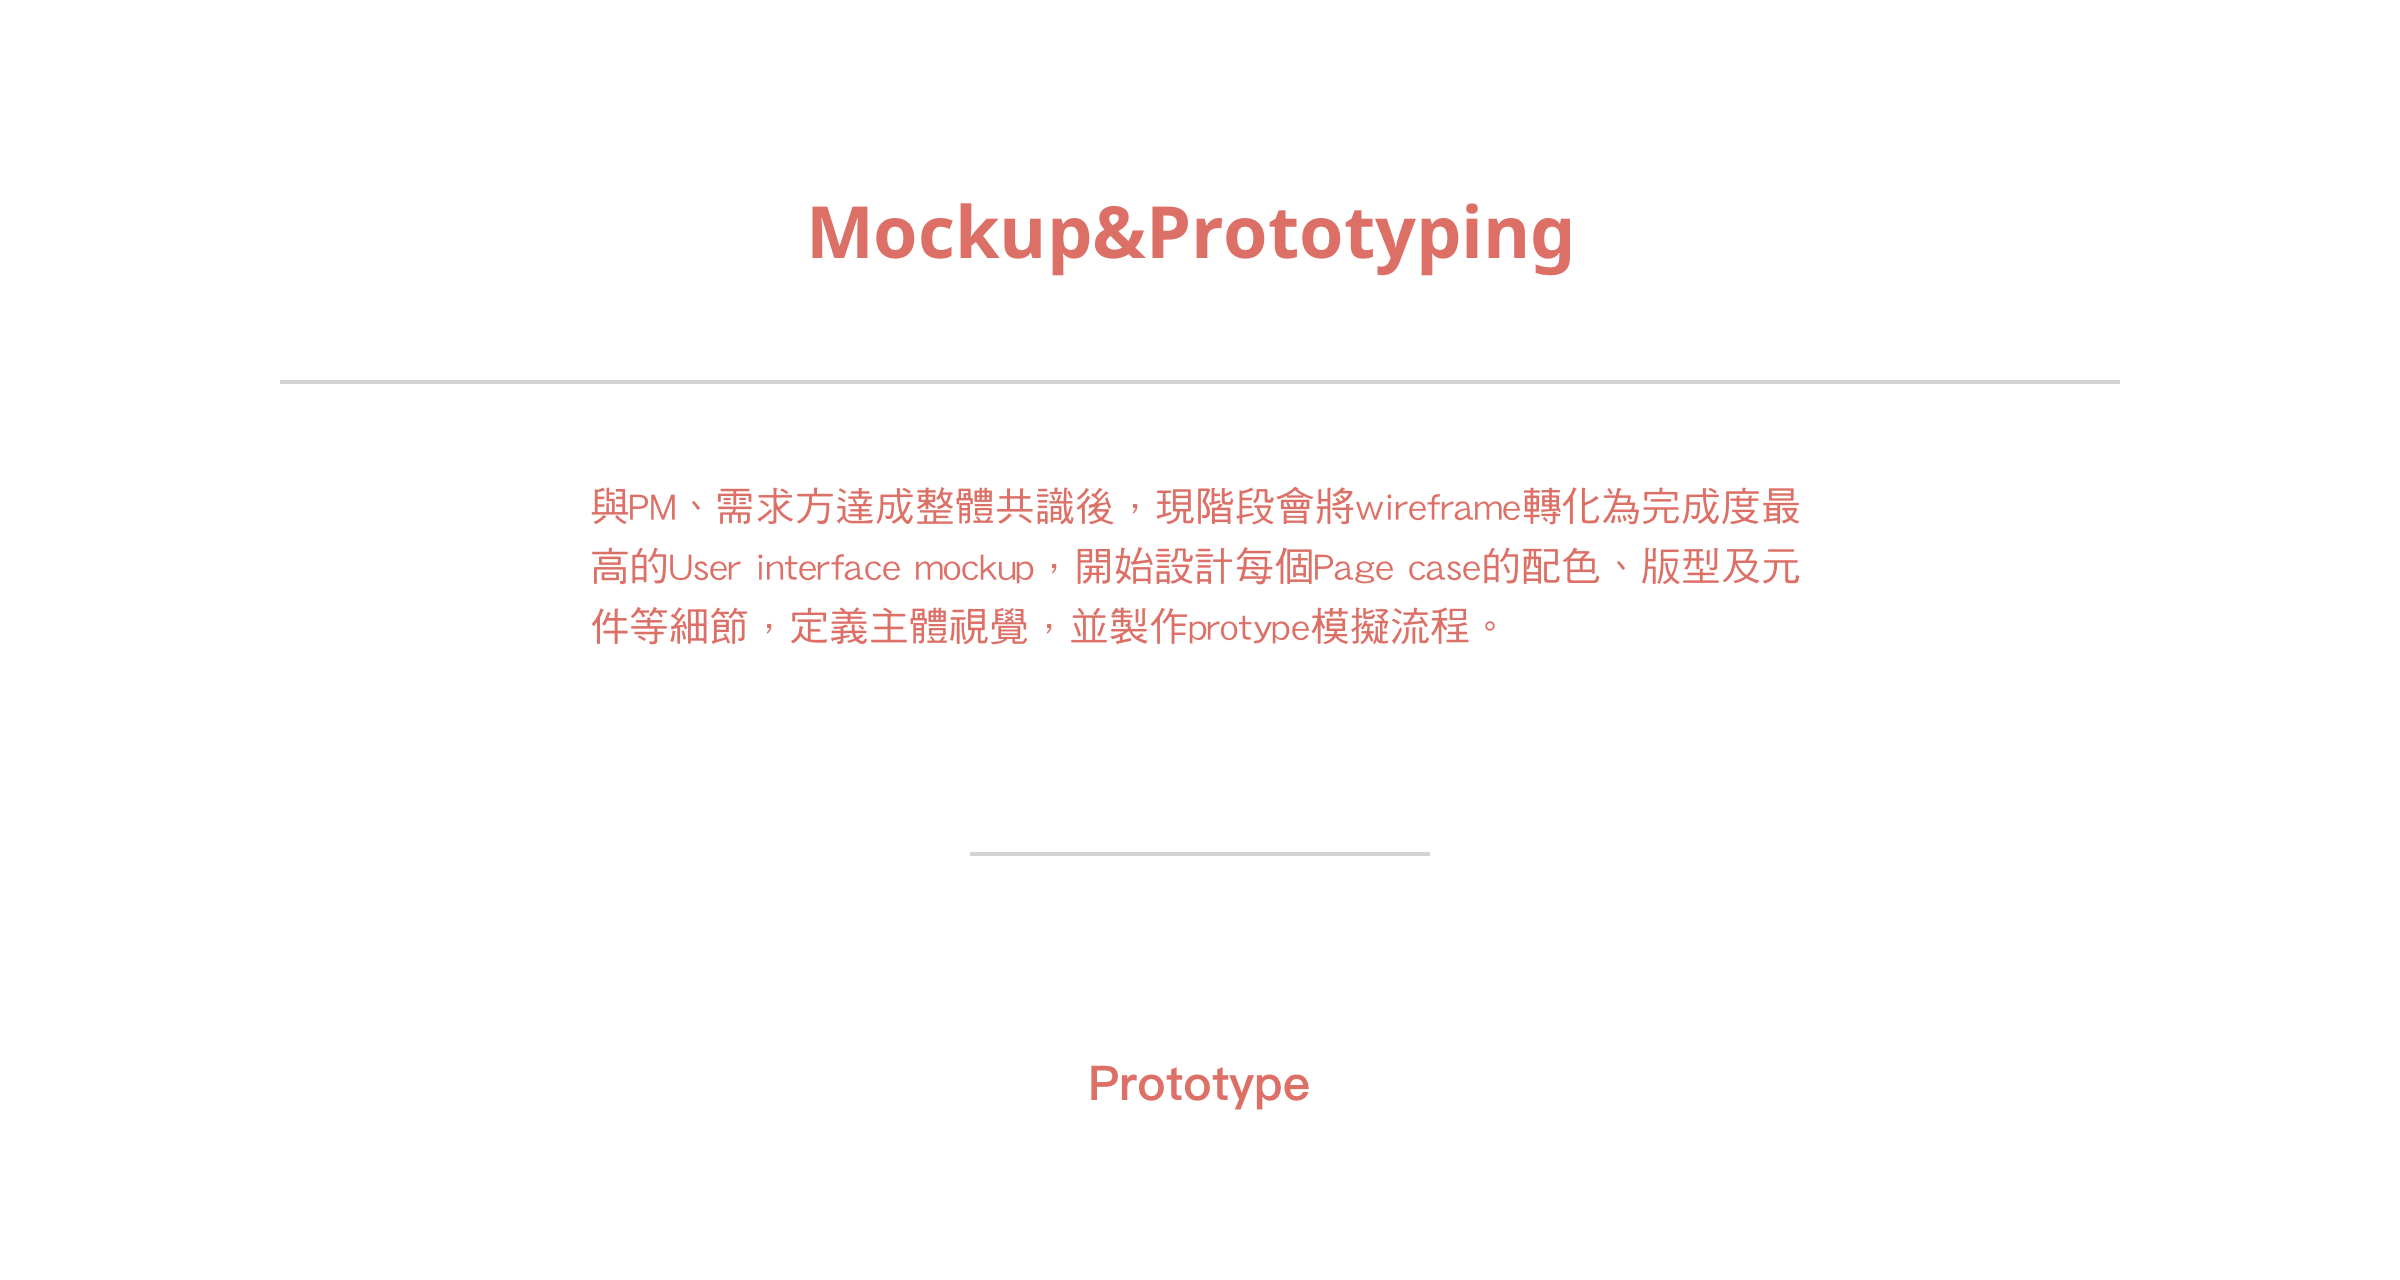 Mockup&Prototyping
與PM、需求方達成整體共識後，現階段會將wireframe轉化為完成度最
高的User interface mockup，開始設計每個Page case的配色、版型及元
件等細節，定義主體視覺，並製作protype模擬流程。
Prototype